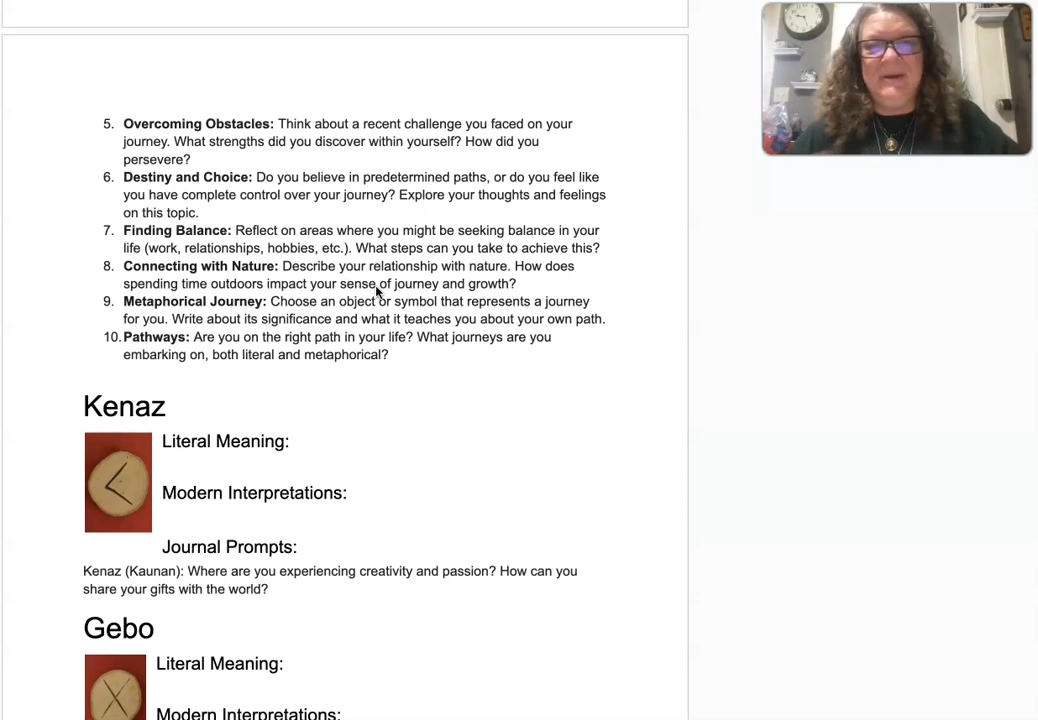 5. Overcoming Obstacles: Think about a recent challenge you faced on your
journey. What strengths did you discover within yourself? How did you
persevere?
6. Destiny and Choice: Do you believe in predetermined paths, or do you feel like
you have complete control over your journey? Explore your thoughts and feelings
on this topic.
7. Finding Balance: Reflect on areas where you might be seeking balance in your
life (work, relationships, hobbies, etc.). What steps can you take to achieve this?
8. Connecting with Nature: Describe your relationship with nature. How does
spending time outdoors impact your sense of journey and growth?
9. Metaphorical Journey: Choose an object or symbol that represents a journey
for you. Write about its significance and what it teaches you about your own path.
10. Pathways: Are you on the right path in your life? What journeys are you
embarking on, both literal and metaphorical?
Kenaz
Literal Meaning:
Modern Interpretations:
Journal Prompts:
Kenaz (Kaunan): Where are you experiencing creativity and passion? How can you
share your gifts with the world?
Gebo
Literal Meaning:
Modern Interpretations: